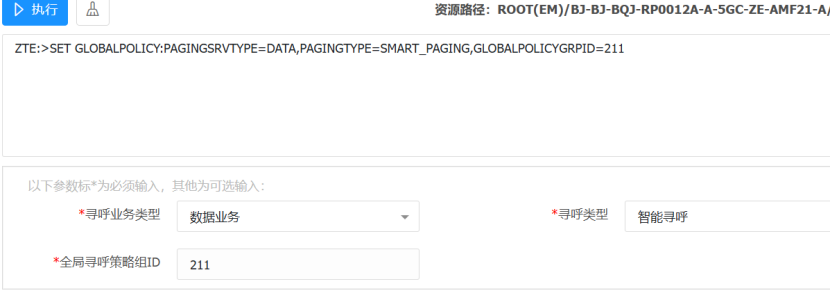 执行
资源路径：ROOT(EM)/BJ-BJ-BQJ-RP0012A-A-5GC-ZE-AMF21-A/
ZTE:>SET GLOBALPOLICY:PAGINGSRVTYPE=DATA,PAGINGTYPE=SMART_PAGING,GLOBALPOLICYGRPID=211
以下参数标*为必须输入，其他为可选输入：
*寻呼业务类型 数据业务 *寻呼类型 智能寻呼
*全局寻呼策略组ID 211